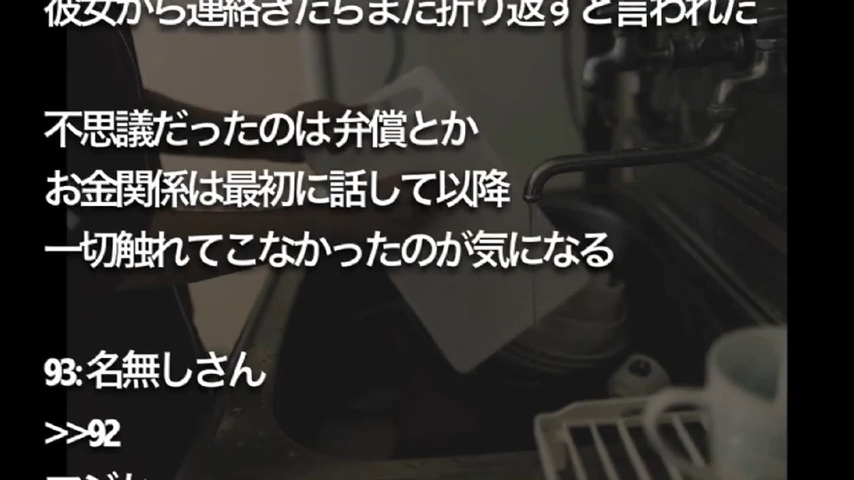 彼女から連絡きたらまた折り返すと言われた
不思議だったのは弁償とか
お金関係は最初に話して以降
一切触れてこなかったのが気になる
93: 名無しさん
>>92
マジか